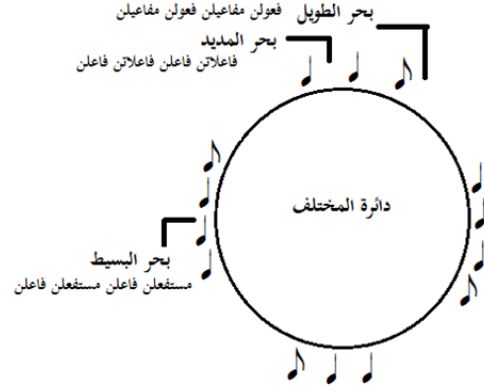 بحر الطويل فعولن مفاعيلن فعولن مفاعيلن
بحر المديد
فاعلاتن فاعلن فاعلاتن فاعلن
دائرة المختلف
بحر البسيط
مستفعلن فاعلن مستفعلن فاعلن